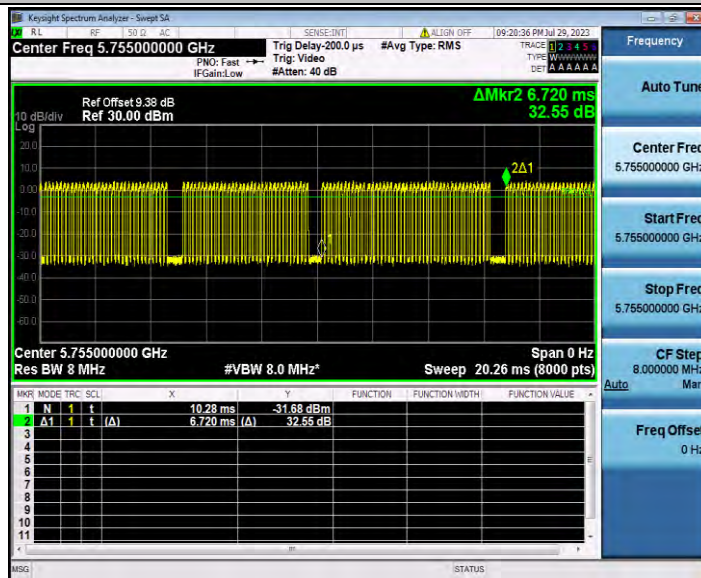 Keysight Spectrum Analyzer - Swept SA
RL RF 50 Ω AC SENSE:INT ALIGN OFF 09:20:36 PM Jul 29, 2023
Center Freq 5.755000000 GHz
PNO: Fast
IFGain:Low
Trig Delay-200.0 µs
Trig: Video
#Atten: 40 dB
#Avg Type: RMS
TRACE 1 2 3 4 5 6
TYPE W
DET A A A A A A
Frequency
Auto Tune
Center Freq
5.755000000 GHz
Start Freq
5.755000000 GHz
Stop Freq
5.755000000 GHz
CF Step
8.000000 MHz
Auto Man
Freq Offset
0 Hz
ΔMkr2 6.720 ms
32.55 dB
Ref Offset 9.38 dB
10 dB/div Ref 30.00 dBm
Log
20.0
10.0
0.00
-10.0
-20.0
-30.0
-40.0
-50.0
-60.0
2Δ1
1
Center 5.755000000 GHz Span 0 Hz
Res BW 8 MHz #VBW 8.0 MHz* Sweep 20.26 ms (8000 pts)
MKR MODE TRC SCL X Y FUNCTION FUNCTION WIDTH FUNCTION VALUE
1 N 1 t 10.28 ms -31.68 dBm
2 Δ1 1 t (Δ) 6.720 ms (Δ) 32.55 dB
3
4
5
6
7
8
9
10
11
MSG STATUS